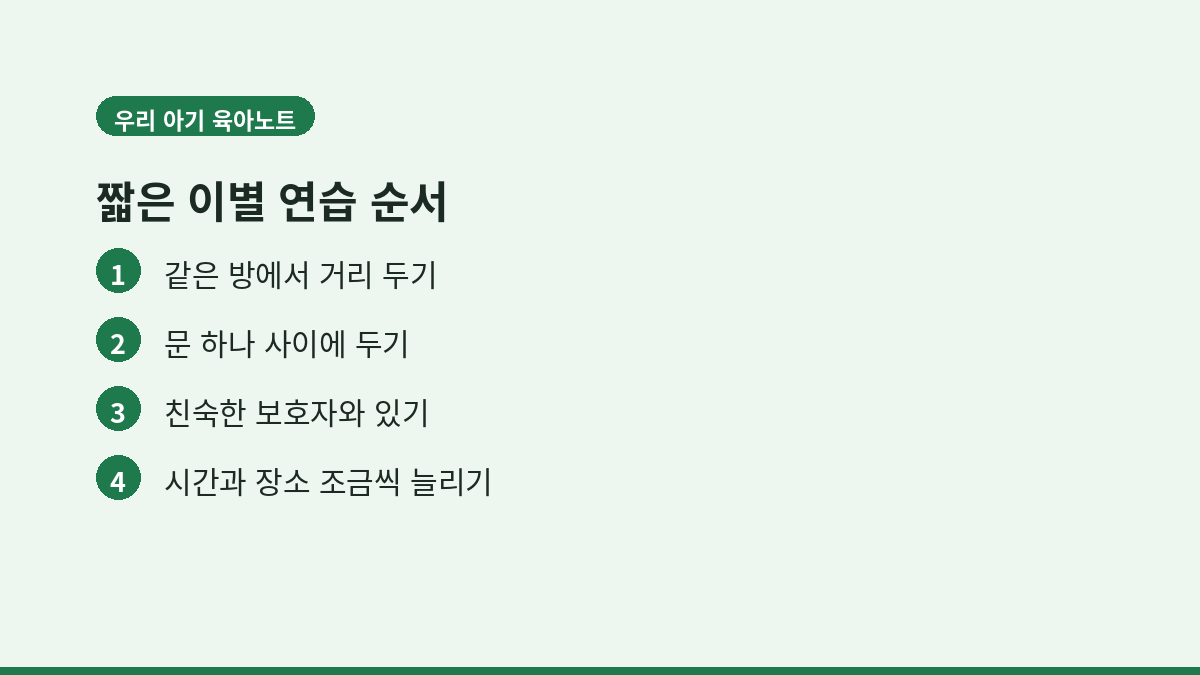 우리 아기 육아노트
짧은 이별 연습 순서
1 같은 방에서 거리 두기
2 문 하나 사이에 두기
3 친숙한 보호자와 있기
4 시간과 장소 조금씩 늘리기